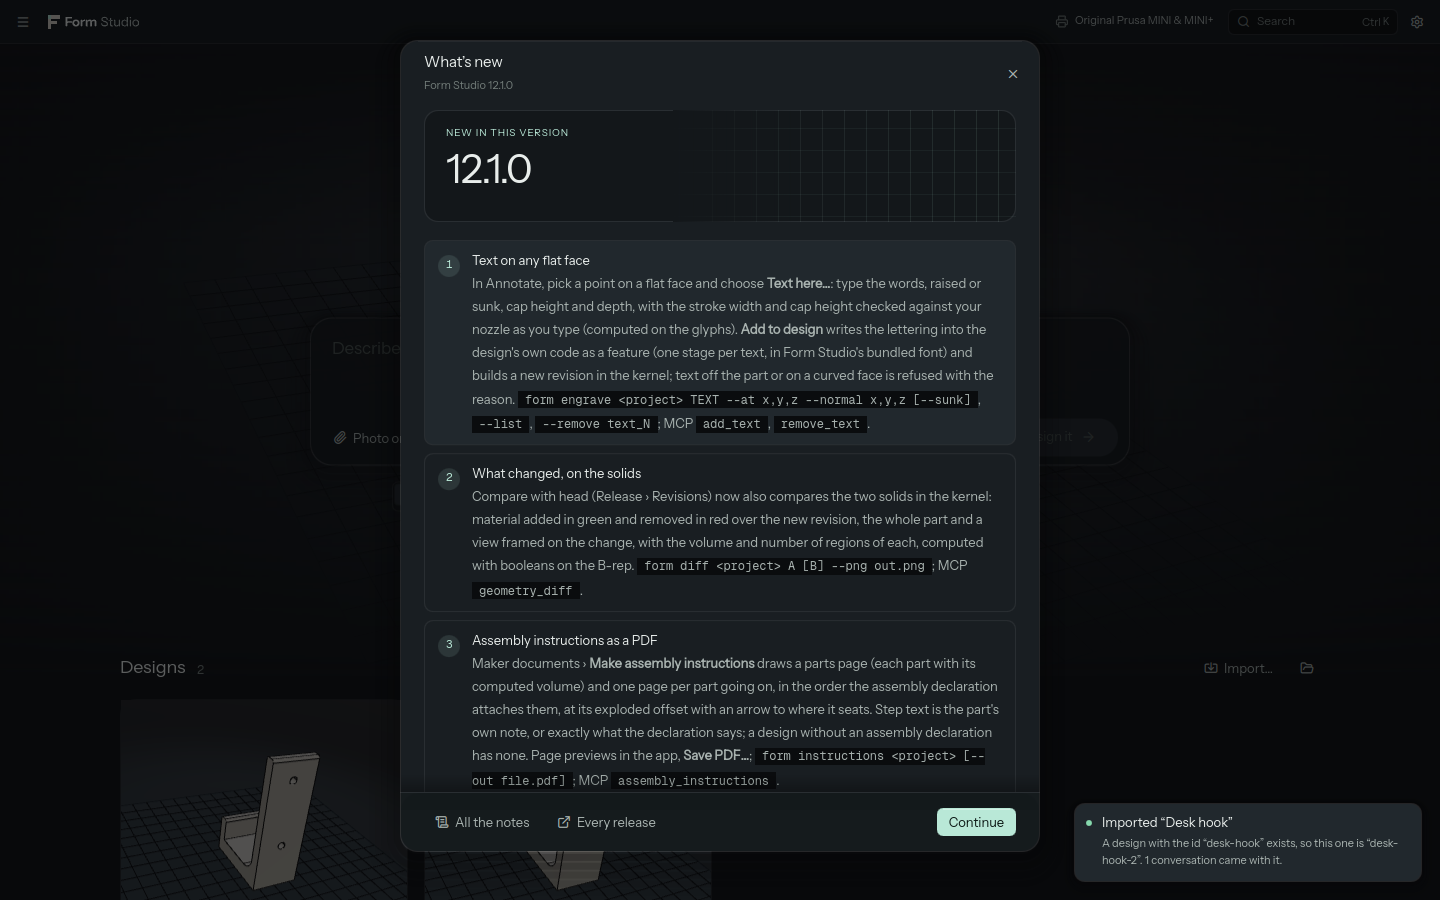 Form Studio
Original Prusa MINI & MINI+
Search
Ctrl K
What's new
Form Studio 12.1.0
NEW IN THIS VERSION
12.1.0
1
Text on any flat face
In Annotate, pick a point on a flat face and choose Text here…: type the words, raised or
sunk, cap height and depth, with the stroke width and cap height checked against your
nozzle as you type (computed on the glyphs). Add to design writes the lettering into the
design's own code as a feature (one stage per text, in Form Studio's bundled font) and
builds a new revision in the kernel; text off the part or on a curved face is refused with the
reason. form engrave <project> TEXT --at x,y,z --normal x,y,z [--sunk] ,
--list , --remove text_N ; MCP add_text , remove_text .
2
What changed, on the solids
Compare with head (Release › Revisions) now also compares the two solids in the kernel:
material added in green and removed in red over the new revision, the whole part and a
view framed on the change, with the volume and number of regions of each, computed
with booleans on the B-rep. form diff <project> A [B] --png out.png ; MCP
geometry_diff .
3
Assembly instructions as a PDF
Maker documents › Make assembly instructions draws a parts page (each part with its
computed volume) and one page per part going on, in the order the assembly declaration
attaches them, at its exploded offset with an arrow to where it seats. Step text is the part's
own note, or exactly what the declaration says; a design without an assembly declaration
has none. Page previews in the app, Save PDF…; form instructions <project> [--
out file.pdf] ; MCP assembly_instructions .
All the notes
Every release
Continue
Describe
Photo
Designs 2
Import…
Imported “Desk hook”
A design with the id “desk-hook” exists, so this one is “desk-
hook-2”. 1 conversation came with it.